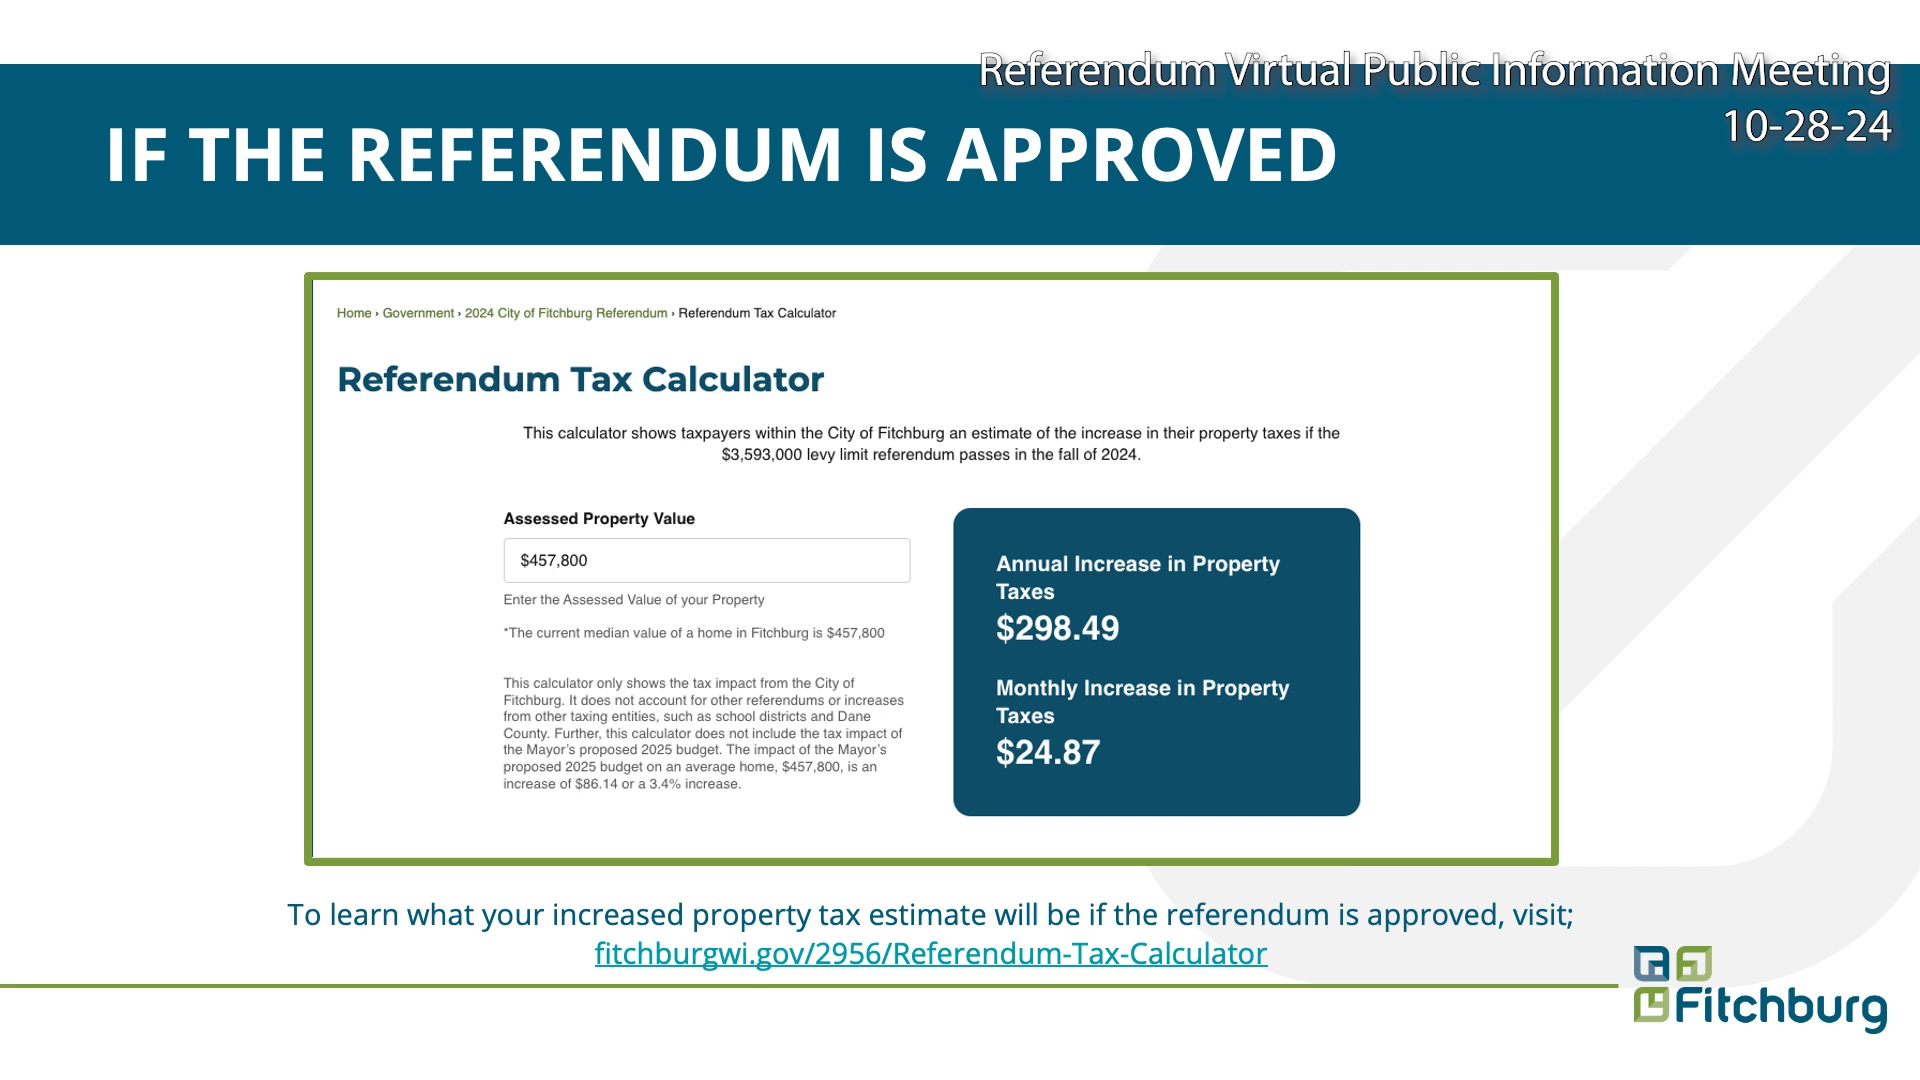 Referendum Virtual Public Information Meeting
10-28-24
IF THE REFERENDUM IS APPROVED
Home › Government › 2024 City of Fitchburg Referendum › Referendum Tax Calculator
Referendum Tax Calculator
This calculator shows taxpayers within the City of Fitchburg an estimate of the increase in their property taxes if the
$3,593,000 levy limit referendum passes in the fall of 2024.
Assessed Property Value
$457,800
Enter the Assessed Value of your Property
*The current median value of a home in Fitchburg is $457,800
This calculator only shows the tax impact from the City of
Fitchburg. It does not account for other referendums or increases
from other taxing entities, such as school districts and Dane
County. Further, this calculator does not include the tax impact of
the Mayor's proposed 2025 budget. The impact of the Mayor's
proposed 2025 budget on an average home, $457,800, is an
increase of $86.14 or a 3.4% increase.
Annual Increase in Property
Taxes
$298.49
Monthly Increase in Property
Taxes
$24.87
To learn what your increased property tax estimate will be if the referendum is approved, visit;
fitchburgwi.gov/2956/Referendum-Tax-Calculator
Fitchburg